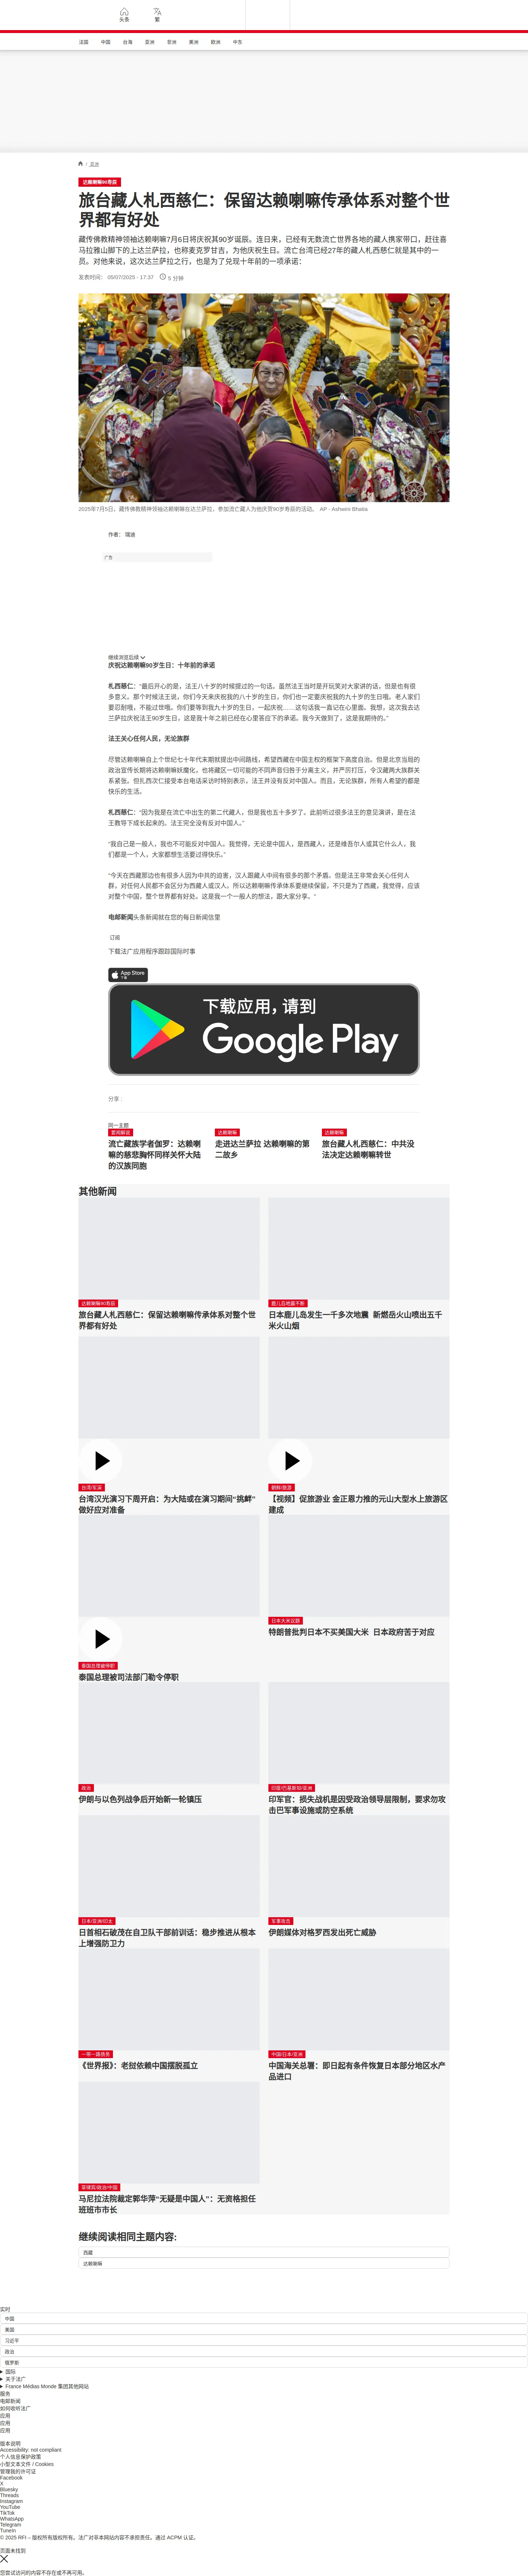 头条
繁
法国
中国
台海
亚洲
非洲
美洲
欧洲
中东
/ 亚洲
达赖喇嘛90寿辰
旅台藏人札西慈仁：保留达赖喇嘛传承体系对整个世
界都有好处
藏传佛教精神领袖达赖喇嘛7月6日将庆祝其90岁诞辰。连日来，已经有无数流亡世界各地的藏人携家带口，赶往喜
马拉雅山脚下的上达兰萨拉，也称麦克罗甘吉，为他庆祝生日。流亡台湾已经27年的藏人札西慈仁就是其中的一
员。对他来说，这次达兰萨拉之行，也是为了兑现十年前的一项承诺：
发表时间： 05/07/2025 - 17:37
5 分钟
2025年7月5日，藏传佛教精神领袖达赖喇嘛在达兰萨拉，参加流亡藏人为他庆贺90岁寿辰的活动。 AP - Ashwini Bhatia
作者： 瑞迪
广告
继续浏览后续
庆祝达赖喇嘛90岁生日：十年前的承诺
札西慈仁：“最后开心的是，法王八十岁的时候提过的一句话。虽然法王当时是开玩笑对大家讲的话，但是也有很
多意义。那个时候法王说，你们今天来庆祝我的八十岁的生日，你们也一定要庆祝我的九十岁的生日哦。老人家们
要忍耐哦，不能过世哦。你们要等到我九十岁的生日，一起庆祝……这句话我一直记在心里面。我想，这次我去达
兰萨拉庆祝法王90岁生日，这是我十年之前已经在心里答应下的承诺。我今天做到了，这是我期待的。”
法王关心任何人民，无论族群
尽管达赖喇嘛自上个世纪七十年代末期就提出中间路线，希望西藏在中国主权的框架下高度自治。但是北京当局的
政治宣传长期将达赖喇嘛妖魔化，也将藏区一切可能的不同声音归咎于分离主义，并严厉打压，令汉藏两大族群关
系紧张。但扎西次仁接受本台电话采访时特别表示，法王并没有反对中国人。而且，无论族群，所有人希望的都是
快乐的生活。
札西慈仁：“因为我是在流亡中出生的第二代藏人，但是我也五十多岁了。此前听过很多法王的意见演讲，是在法
王教导下成长起来的。法王完全没有反对中国人。”
“我自己是一般人，我也不可能反对中国人。我觉得，无论是中国人，是西藏人，还是维吾尔人或其它什么人，我
们都是一个人，大家都想生活要过得快乐。”
“今天在西藏那边也有很多人因为中共的迫害，汉人跟藏人中间有很多的那个矛盾。但是法王非常会关心任何人
群，对任何人民都不会区分为西藏人或汉人。所以达赖喇嘛传承体系要继续保留，不只是为了西藏，我觉得，应该
对整个中国，整个世界都有好处。这是我一个一般人的想法，跟大家分享。”
电邮新闻头条新闻就在您的每日新闻信里
订阅
下载法广应用程序跟踪国际时事
App Store
下载
下载应用，请到
Google Play
分享 :
同一主题
要闻解说
流亡藏族学者伽罗：达赖喇
嘛的慈悲胸怀同样关怀大陆
的汉族同胞
达赖喇嘛
走进达兰萨拉 达赖喇嘛的第
二故乡
达赖喇嘛
旅台藏人札西慈仁：中共没
法决定达赖喇嘛转世
其他新闻
达赖喇嘛90寿辰
旅台藏人札西慈仁：保留达赖喇嘛传承体系对整个世
界都有好处
鹿儿岛地震不断
日本鹿儿岛发生一千多次地震 新燃岳火山喷出五千
米火山烟
台湾/军演
台湾汉光演习下周开启：为大陆或在演习期间“挑衅”
做好应对准备
朝鲜/旅游
【视频】促旅游业 金正恩力推的元山大型水上旅游区
建成
泰国总理被停职
泰国总理被司法部门勒令停职
日本大米议题
特朗普批判日本不买美国大米 日本政府苦于对应
政治
伊朗与以色列战争后开始新一轮镇压
印度/巴基斯坦/亚洲
印军官：损失战机是因受政治领导层限制，要求勿攻
击巴军事设施或防空系统
日本/亚洲/印太
日首相石破茂在自卫队干部前训话：稳步推进从根本
上增强防卫力
军事攻击
伊朗媒体对格罗西发出死亡威胁
一带一路债务
《世界报》：老挝依赖中国摆脱孤立
中国/日本/亚洲
中国海关总署：即日起有条件恢复日本部分地区水产
品进口
菲律宾/政治/中国
马尼拉法院裁定郭华萍“无疑是中国人”：无资格担任
班班市市长
继续阅读相同主题内容:
西藏
达赖喇嘛
实时
中国
美国
习近平
政治
俄罗斯
国际
关于法广
France Médias Monde 集团其他网站
服务
电邮新闻
如何收听法广
应用
应用
应用
版本说明
Accessibility: not compliant
个人信息保护政策
小型文本文件 / Cookies
管理我的许可证
Facebook
X
Bluesky
Threads
Instagram
YouTube
TikTok
WhatsApp
Telegram
TuneIn
© 2025 RFI – 版权所有版权所有。法广对非本网站内容不承担责任。通过 ACPM 认证。
页面未找到
您尝试访问的内容不存在或不再可用。